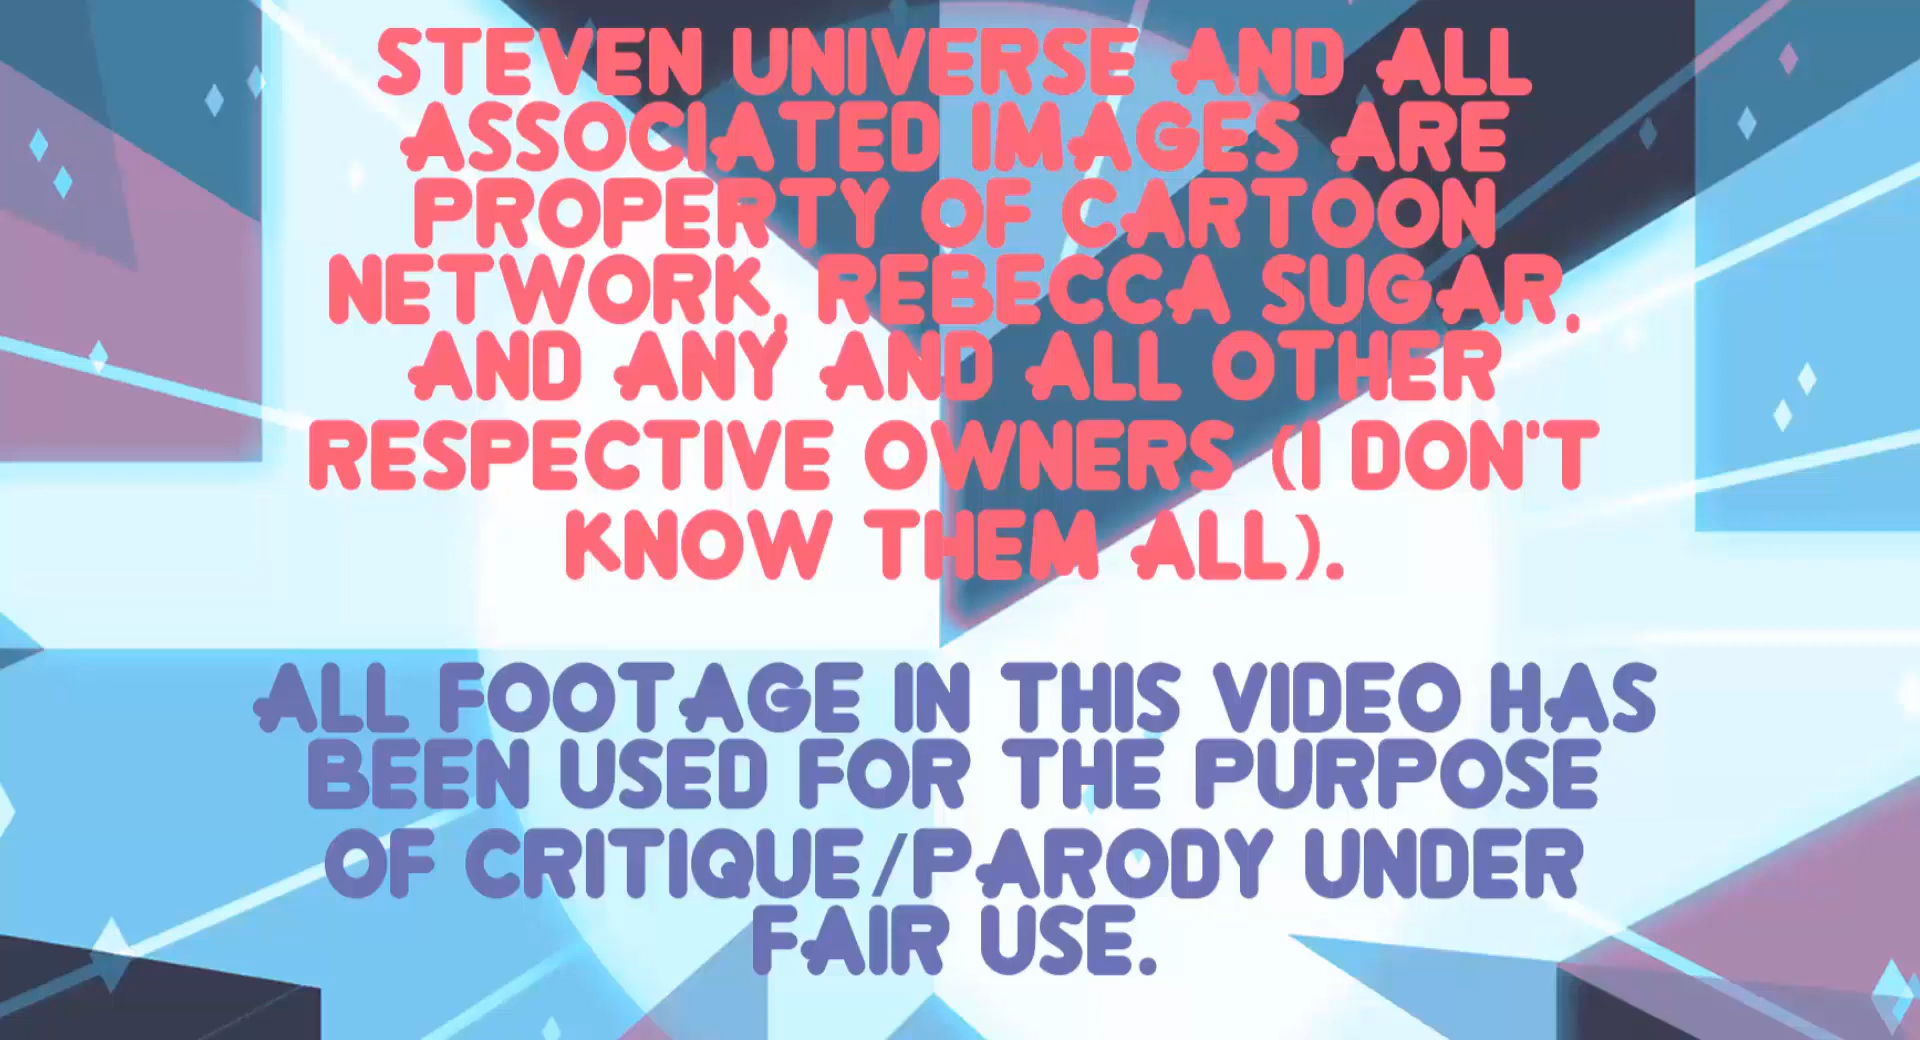 STEVEN UNIVERSE AND ALL
ASSOCIATED IMAGES ARE
PROPERTY OF CARTOON
NETWORK, REBECCA SUGAR,
AND ANY AND ALL OTHER
RESPECTIVE OWNERS (I DON'T
KNOW THEM ALL).
ALL FOOTAGE IN THIS VIDEO HAS
BEEN USED FOR THE PURPOSE
OF CRITIQUE/PARODY UNDER
FAIR USE.